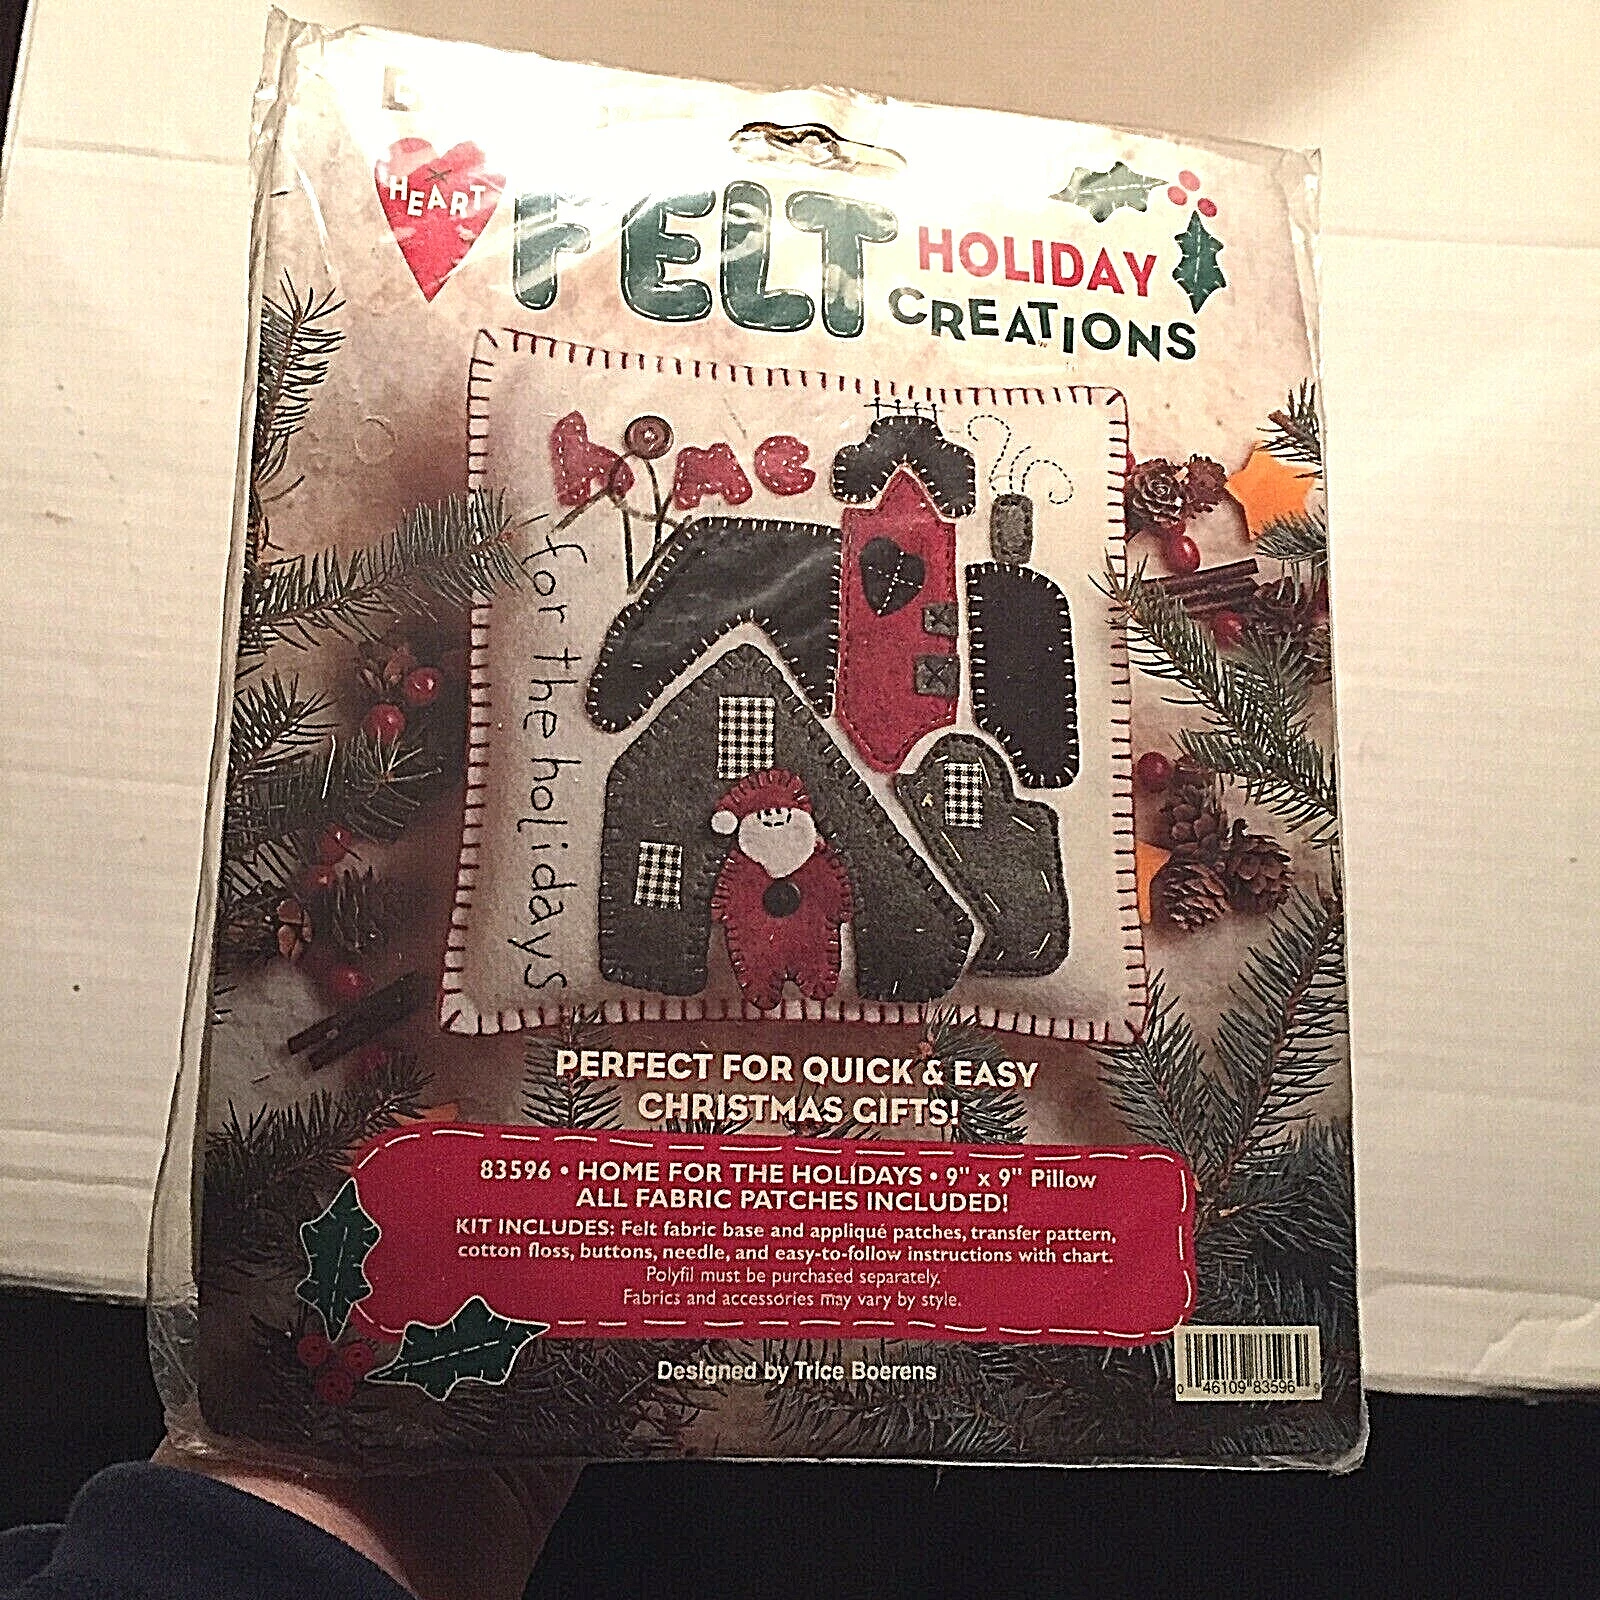 HEART
FELT
HOLIDAY
CREATIONS
home
for the holidays
PERFECT FOR QUICK & EASY
CHRISTMAS GIFTS!
83596 • HOME FOR THE HOLIDAYS • 9" x 9" Pillow
ALL FABRIC PATCHES INCLUDED!
KIT INCLUDES: Felt fabric base and appliqué patches, transfer pattern,
cotton floss, buttons, needle, and easy-to-follow instructions with chart.
Polyfil must be purchased separately.
Fabrics and accessories may vary by style.
Designed by Trice Boerens
0 46109 83596 9